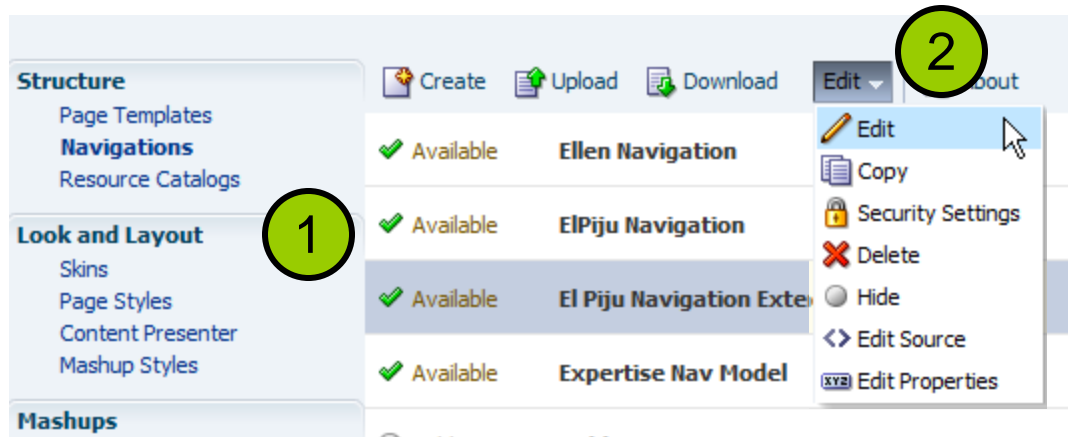 2
Structure
Page Templates
Navigations
Resource Catalogs
Look and Layout
Skins
Page Styles
Content Presenter
Mashup Styles
Mashups
1
Create Upload Download Edit
Available Ellen Navigation
Available ElPiju Navigation
Available El Piju Navigation
Available Expertise Nav Model
Edit
Copy
Security Settings
Delete
Hide
Edit Source
XYZ Edit Properties